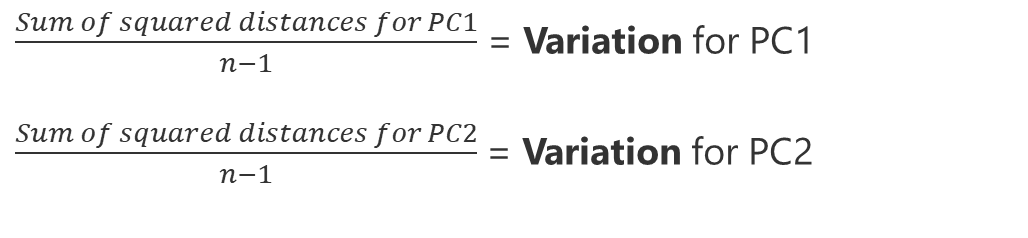 Sum of squared distances for PC1
n−1
= Variation for PC1
Sum of squared distances for PC2
n−1
= Variation for PC2